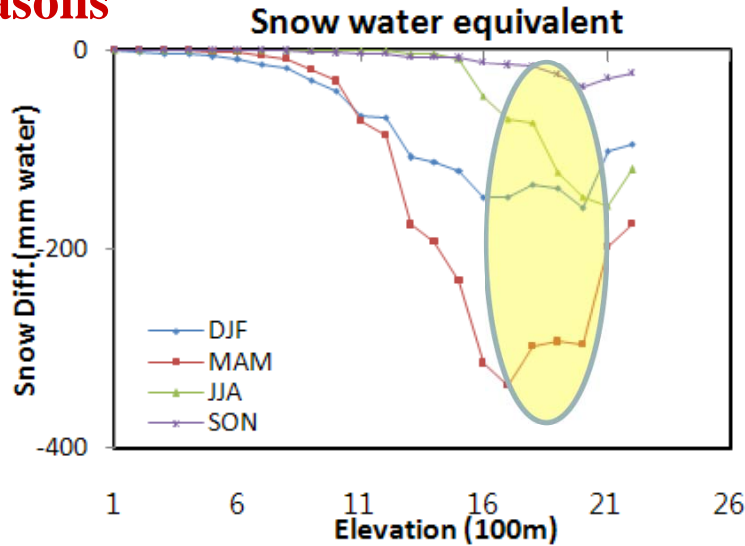 Snow water equivalent
0
-200
-400
Snow Diff.(mm water)
DJF
MAM
JJA
SON
1 6 11 16 21 26
Elevation (100m)